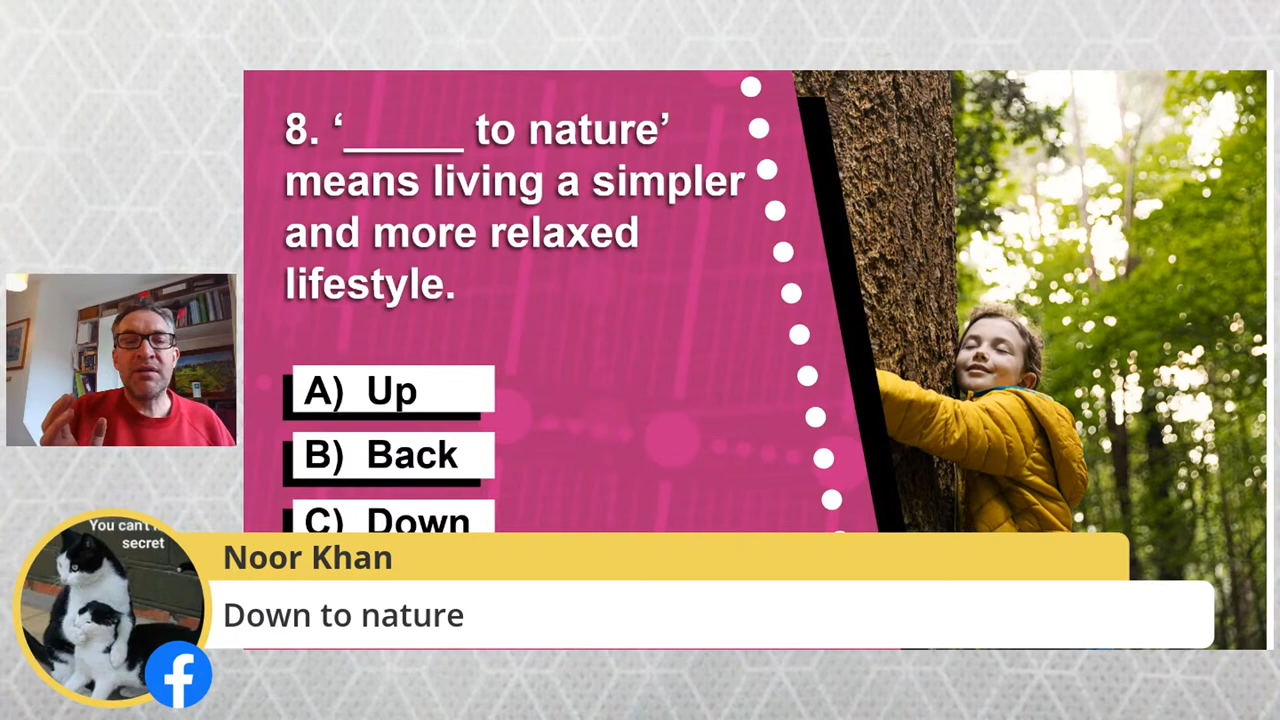 8. ‘_____ to nature’
means living a simpler
and more relaxed
lifestyle.
A) Up
B) Back
C) Down
You can't
secret
Noor Khan
Down to nature